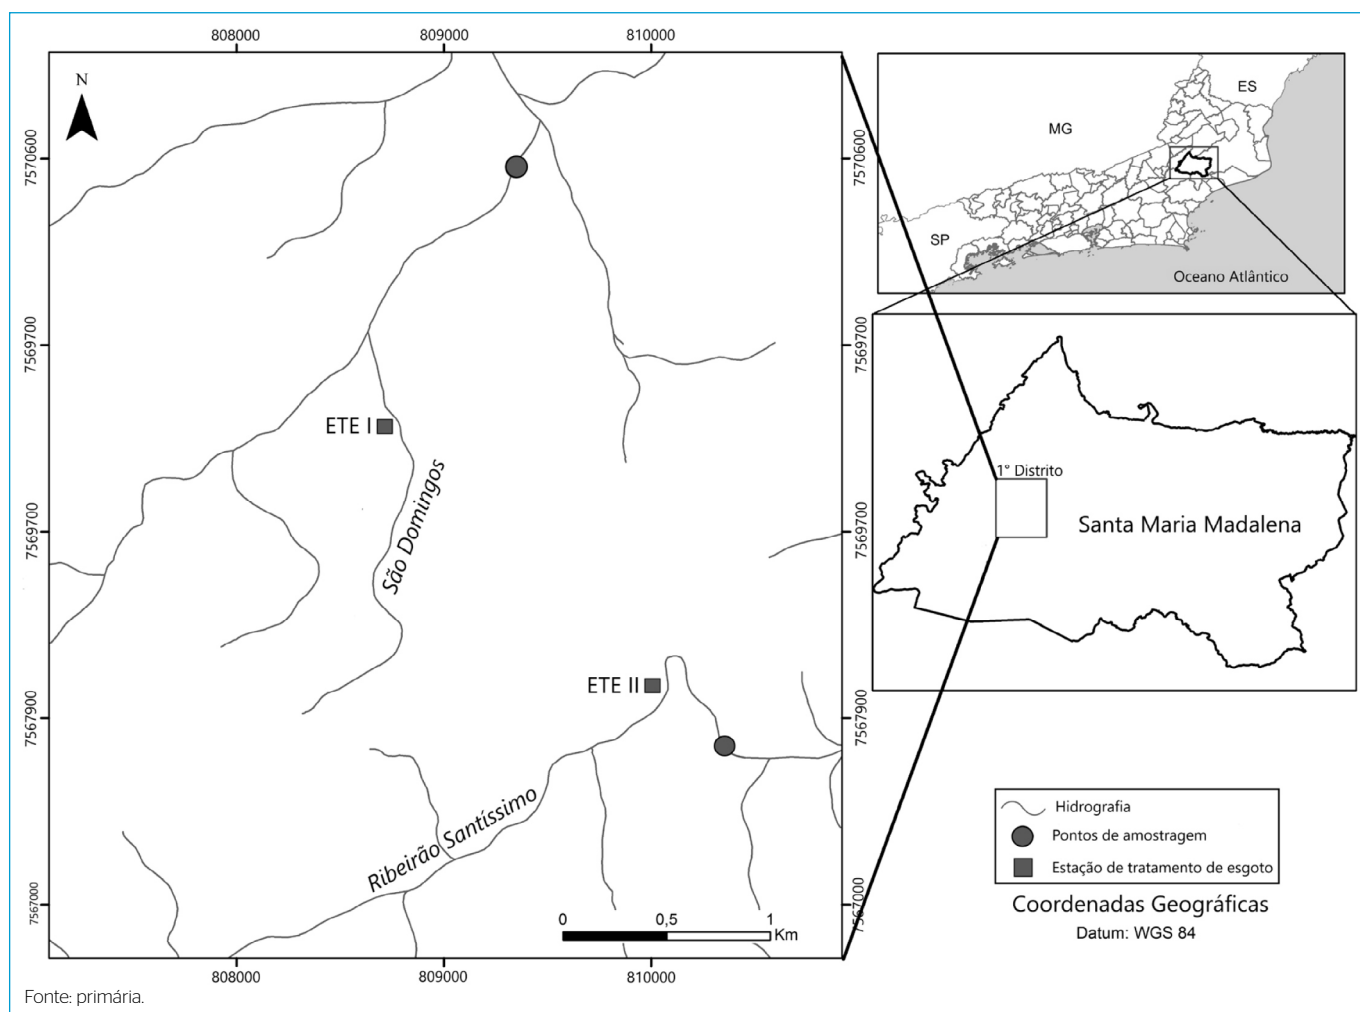 808000
809000
810000
N
7570600
7569700
7569700
7567900
7567000
ETE I
São Domingos
ETE II
Ribeirão Santíssimo
0
0,5
1
Km
808000
809000
810000
7570600
7569700
7569700
7567900
7567000
MG
ES
SP
Oceano Atlântico
1° Distrito
Santa Maria Madalena
Hidrografia
Pontos de amostragem
Estação de tratamento de esgoto
Coordenadas Geográficas
Datum: WGS 84
Fonte: primária.